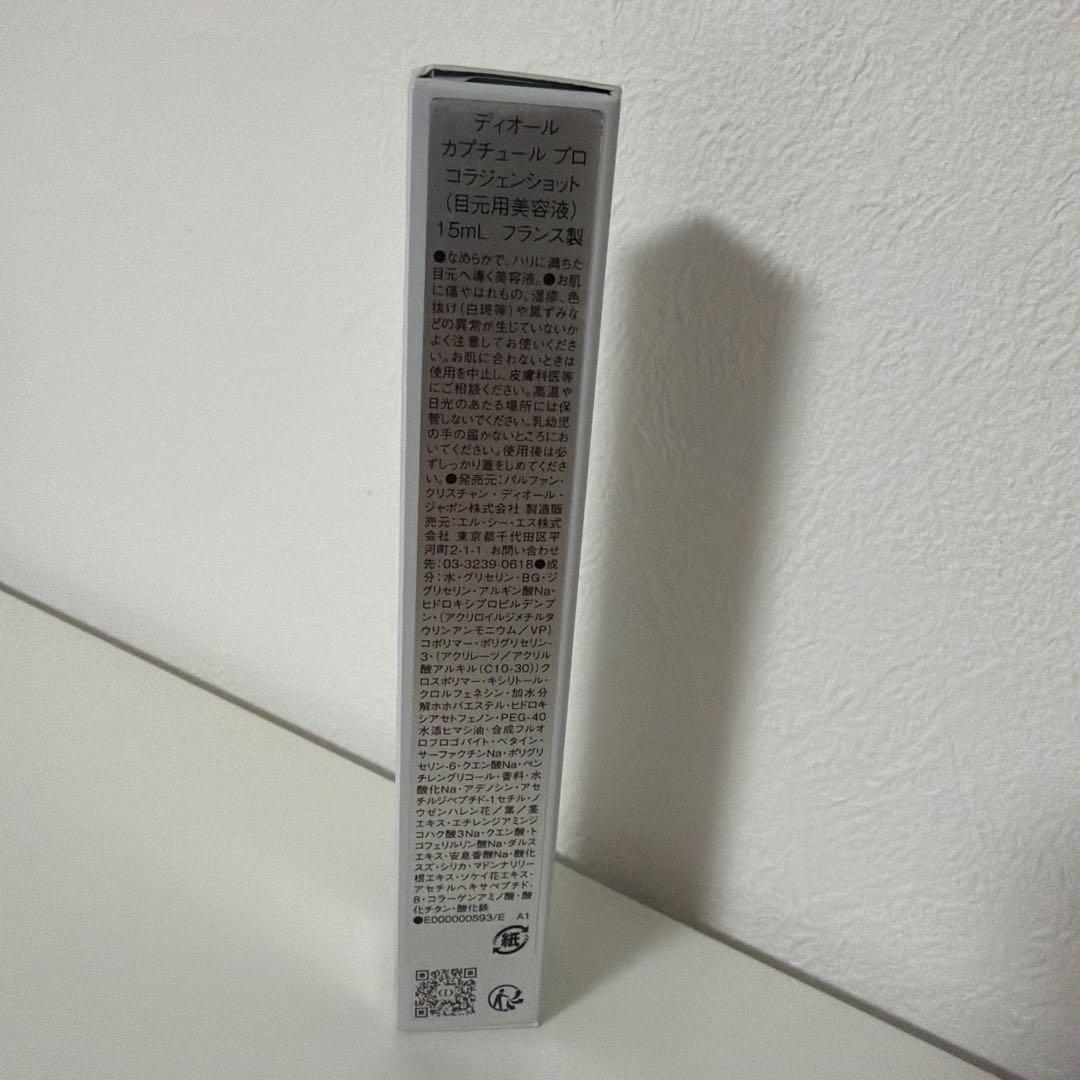 ディオール
カプチュール プロ
コラジェンショット
(目元用美容液)
15mL フランス製
●なめらかで、ハリに満ちた
目元へ導く美容液。●お肌
に傷やはれもの、湿疹、色
抜け(白斑等)や黒ずみな
どの異常が生じていないか
よく注意してお使いくださ
い。お肌に合わないときは
使用を中止し、皮膚科医等
にご相談ください。高温や
日光のあたる場所には保
管しないでください。乳幼児
の手の届かないところにお
いてください。使用後は必
ずしっかり蓋をしめてくださ
い。●発売元:パルファン・
クリスチャン・ディオール・
ジャポン株式会社 製造販
売元:エル・シー・エス株式
会社 東京都千代田区平
河町2-1-1 お問い合わせ
先:03-3239-0618●成
分:水・グリセリン・BG・ジ
グリセリン・アルギン酸Na・
ヒドロキシプロピルデンプ
ン・(アクリロイルジメチルタ
ウリンアンモニウム/VP)
コポリマー・ポリグリセリン-
3・(アクリレーツ/アクリル
酸アルキル(C10-30))ク
ロスポリマー・キシリトール・
クロルフェネシン・加水分
解ホホバエステル・ヒドロキ
シアセトフェノン・PEG-40
水添ヒマシ油・合成フルオ
ロフロゴパイト・ベタイン・
サーファクチンNa・ポリグリ
セリン-6・クエン酸Na・ペン
チレングリコール・香料・水
酸化Na・アデノシン・アセ
チルジペプチド-1セチル・ノ
ウゼンハレン花/葉/茎
エキス・エチレンジアミンジ
コハク酸3Na・クエン酸・ト
コフェリルリン酸Na・ダルス
エキス・安息香酸Na・酸化
スズ・シリカ・マドンナリリー
根エキス・ソケイ花エキス・
アセチルヘキサペプチド-
8・コラーゲンアミノ酸・酸
化チタン・酸化鉄
●E000000593/E A1
紙
CD